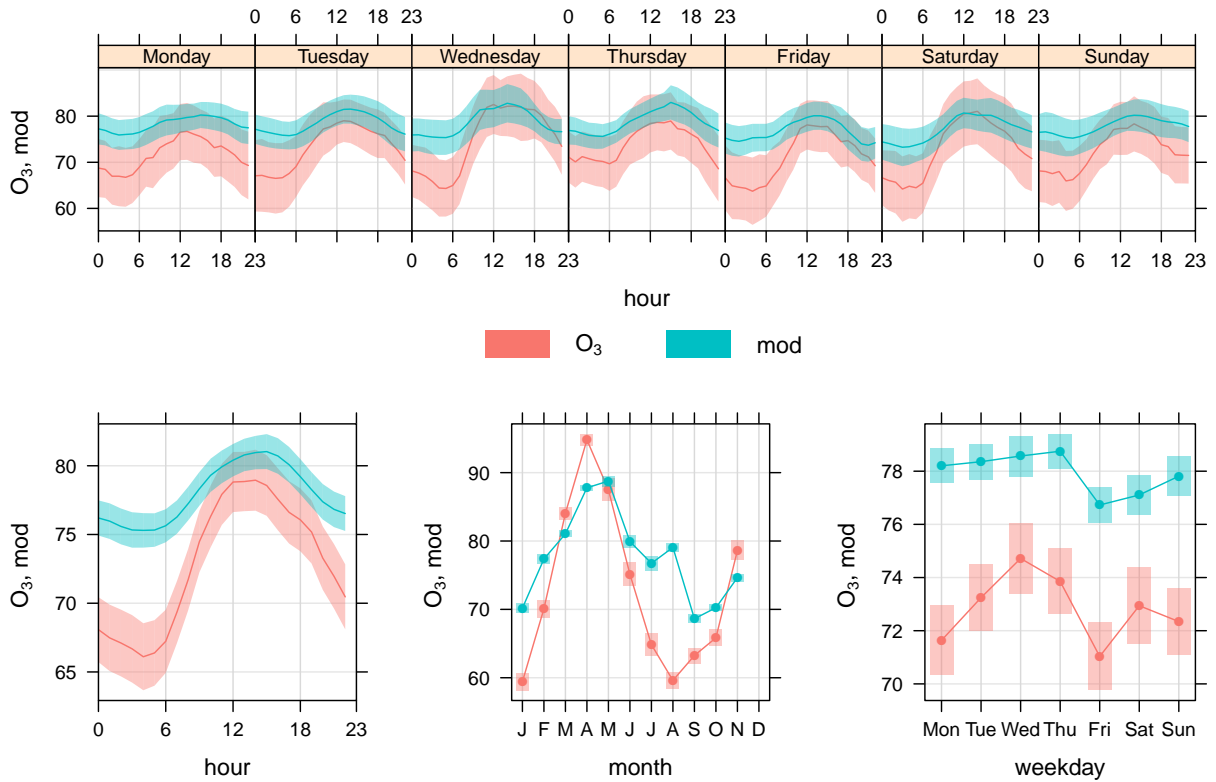 0 6 12 18 23 0 6 12 18 23 0 6 12 18 23
Monday Tuesday Wednesday Thursday Friday Saturday Sunday
O₃, mod
80
70
60
0 6 12 18 23 0 6 12 18 23 0 6 12 18 23 0 6 12 18 23
hour
O₃ mod
O₃, mod
80
75
70
65
0 6 12 18 23
hour
O₃, mod
90
80
70
60
J F M A M J J A S O N D
month
O₃, mod
78
76
74
72
70
Mon Tue Wed Thu Fri Sat Sun
weekday